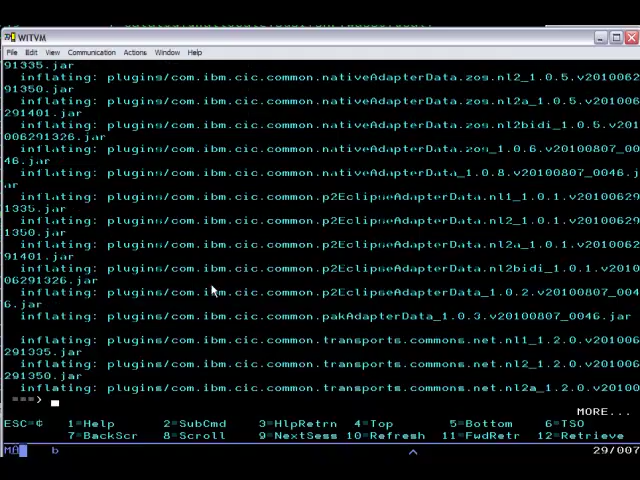 WITVM
File Edit View Communication Actions Window Help
91335.jar
inflating: plugins/com.ibm.cic.common.nativeAdapterData.zos.nl2_1.0.5.v2010062
91350.jar
inflating: plugins/com.ibm.cic.common.nativeAdapterData.zos.nl2a_1.0.5.v201006
291401.jar
inflating: plugins/com.ibm.cic.common.nativeAdapterData.zos.nl2bidi_1.0.5.v201
006291326.jar
inflating: plugins/com.ibm.cic.common.nativeAdapterData.zos_1.0.6.v20100807_00
46.jar
inflating: plugins/com.ibm.cic.common.nativeAdapterData_1.0.8.v20100807_0046.j
ar
inflating: plugins/com.ibm.cic.common.p2EclipseAdapterData.nl1_1.0.1.v20100629
1335.jar
inflating: plugins/com.ibm.cic.common.p2EclipseAdapterData.nl2_1.0.1.v20100629
1350.jar
inflating: plugins/com.ibm.cic.common.p2EclipseAdapterData.nl2a_1.0.1.v2010062
91401.jar
inflating: plugins/com.ibm.cic.common.p2EclipseAdapterData.nl2bidi_1.0.1.v2010
06291326.jar
inflating: plugins/com.ibm.cic.common.p2EclipseAdapterData_1.0.2.v20100807_004
6.jar
inflating: plugins/com.ibm.cic.common.pakAdapterData_1.0.3.v20100807_0046.jar
inflating: plugins/com.ibm.cic.common.transports.commons.net.nl1_1.2.0.v201006
291335.jar
inflating: plugins/com.ibm.cic.common.transports.commons.net.nl2_1.2.0.v201006
291350.jar
inflating: plugins/com.ibm.cic.common.transports.commons.net.nl2a_1.2.0.v20100
===>
MORE...
ESC=¢ 1=Help 2=SubCmd 3=HlpRetrn 4=Top 5=Bottom 6=TSO
7=BackScr 8=Scroll 9=NextSess 10=Refresh 11=FwdRetr 12=Retrieve
MA b 29/007